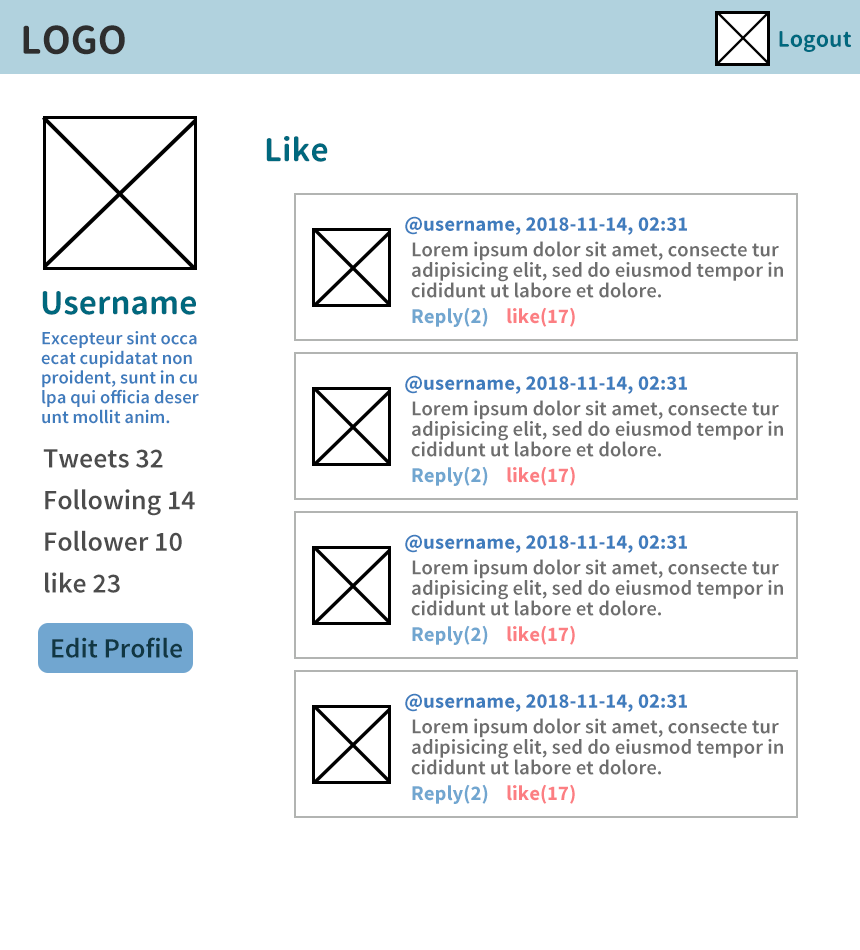 LOGO
Logout
Username
Excepteur sint occa
ecat cupidatat non
proident, sunt in cu
lpa qui officia deser
unt mollit anim.
Tweets 32
Following 14
Follower 10
like 23
Edit Profile
Like
@username, 2018-11-14, 02:31
Lorem ipsum dolor sit amet, consecte tur
adipisicing elit, sed do eiusmod tempor in
cididunt ut labore et dolore.
Reply(2) like(17)
@username, 2018-11-14, 02:31
Lorem ipsum dolor sit amet, consecte tur
adipisicing elit, sed do eiusmod tempor in
cididunt ut labore et dolore.
Reply(2) like(17)
@username, 2018-11-14, 02:31
Lorem ipsum dolor sit amet, consecte tur
adipisicing elit, sed do eiusmod tempor in
cididunt ut labore et dolore.
Reply(2) like(17)
@username, 2018-11-14, 02:31
Lorem ipsum dolor sit amet, consecte tur
adipisicing elit, sed do eiusmod tempor in
cididunt ut labore et dolore.
Reply(2) like(17)